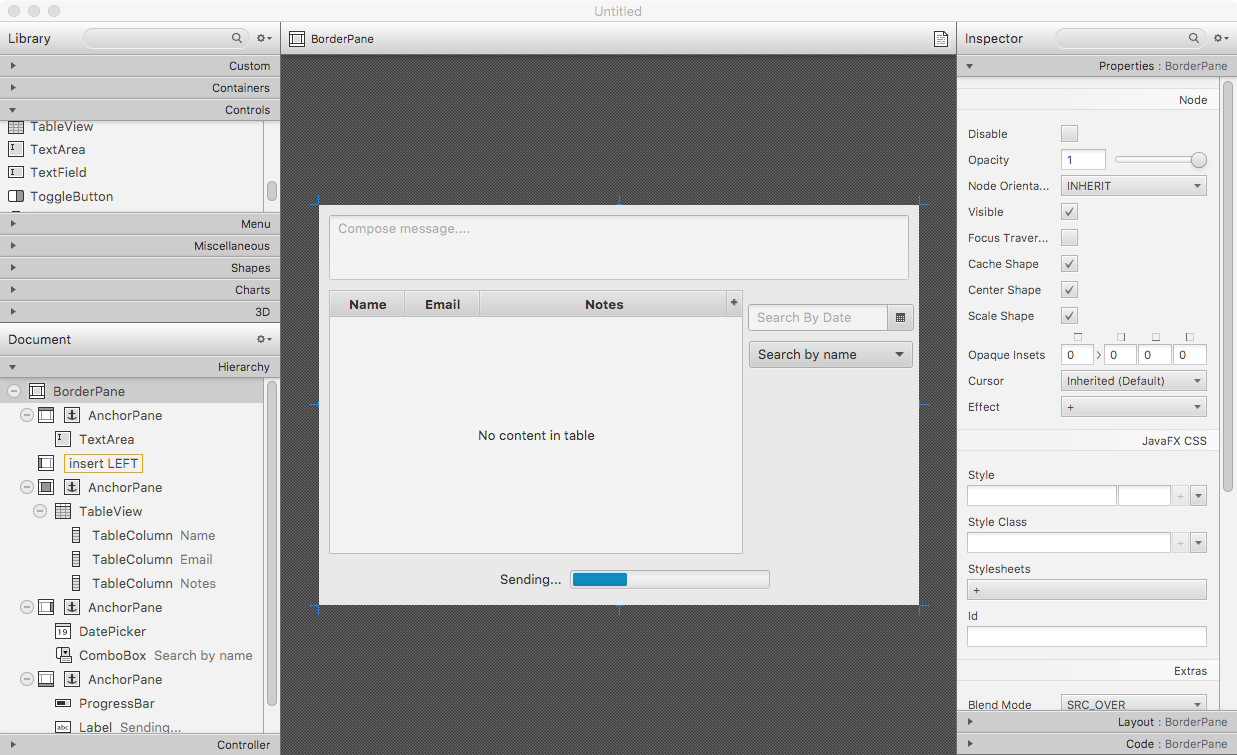 Untitled
Library
Custom
Containers
Controls
TableView
TextArea
TextField
ToggleButton
Menu
Miscellaneous
Shapes
Charts
3D
Document
Hierarchy
BorderPane
AnchorPane
TextArea
insert LEFT
AnchorPane
TableView
TableColumn Name
TableColumn Email
TableColumn Notes
AnchorPane
19 DatePicker
ComboBox Search by name
AnchorPane
ProgressBar
abc Label Sending...
Controller
BorderPane
Compose message....
Name Email Notes +
Search By Date
Search by name
No content in table
Sending...
Inspector
Properties : BorderPane
Node
Disable
Opacity 1
Node Orienta... INHERIT
Visible
Focus Traver...
Cache Shape
Center Shape
Scale Shape
Opaque Insets 0 0 0 0
Cursor Inherited (Default)
Effect +
JavaFX CSS
Style
+
Style Class
+
Stylesheets
+
Id
Extras
Blend Mode SRC_OVER
Layout : BorderPane
Code : BorderPane